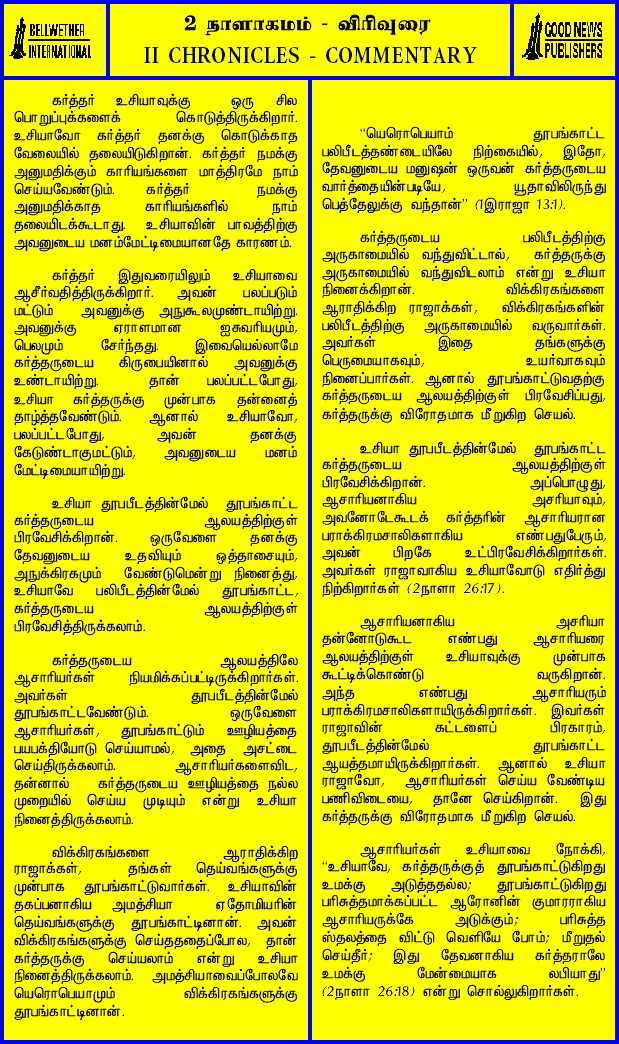 BELLWETHER
INTERNATIONAL
2 நாளாகமம் - விரிவுரை
II CHRONICLES - COMMENTARY
GOOD NEWS
PUBLISHERS
கர்த்தர் உசியாவுக்கு ஒரு சில
பொறுப்புக்களைக் கொடுத்திருக்கிறார்.
உசியாவோ கர்த்தர் தனக்கு கொடுக்காத
வேலையில் தலையிடுகிறான். கர்த்தர் நமக்கு
அனுமதிக்கும் காரியங்களை மாத்திரமே நாம்
செய்யவேண்டும். கர்த்தர் நமக்கு
அனுமதிக்காத காரியங்களில் நாம்
தலையிடக்கூடாது. உசியாவின் பாவத்திற்கு
அவனுடைய மனம்மேட்டிமையானதே காரணம்.
கர்த்தர் இதுவரையிலும் உசியாவை
ஆசீர்வதித்திருக்கிறார். அவன் பலப்படும்
மட்டும் அவனுக்கு அநுகூலமுண்டாயிற்று.
அவனுக்கு ஏராளமான ஐசுவரியமும்,
பெலமும் சேர்ந்தது. இவையெல்லாமே
கர்த்தருடைய கிருபையினால் அவனுக்கு
உண்டாயிற்று. தான் பலப்பட்டபோது,
உசியா கர்த்தருக்கு முன்பாக தன்னைத்
தாழ்த்தவேண்டும். ஆனால் உசியாவோ,
பலப்பட்டபோது, அவன் தனக்கு
கேடுண்டாகுமட்டும், அவனுடைய மனம்
மேட்டிமையாயிற்று.
உசியா தூபபீடத்தின்மேல் தூபங்காட்ட
கர்த்தருடைய ஆலயத்திற்குள்
பிரவேசிக்கிறான். ஒருவேளை தனக்கு
தேவனுடைய உதவியும் ஒத்தாசையும்,
அநுக்கிரகமும் வேண்டுமென்று நினைத்து,
உசியாவே பலிபீடத்தின்மேல் தூபங்காட்ட,
கர்த்தருடைய ஆலயத்திற்குள்
பிரவேசித்திருக்கலாம்.
கர்த்தருடைய ஆலயத்திலே
ஆசாரியர்கள் நியமிக்கப்பட்டிருக்கிறார்கள்.
அவர்கள் தூபபீடத்தின்மேல்
தூபங்காட்டவேண்டும். ஒருவேளை
ஆசாரியர்கள், தூபங்காட்டும் ஊழியத்தை
பயபக்தியோடு செய்யாமல், அதை அசட்டை
செய்திருக்கலாம். ஆசாரியர்களைவிட,
தன்னால் கர்த்தருடைய ஊழியத்தை நல்ல
முறையில் செய்ய முடியும் என்று உசியா
நினைத்திருக்கலாம்.
விக்கிரகங்களை ஆராதிக்கிற
ராஜாக்கள், தங்கள் தெய்வங்களுக்கு
முன்பாக தூபங்காட்டுவார்கள். உசியாவின்
தகப்பனாகிய அமத்சியா ஏதோமியரின்
தெய்வங்களுக்கு தூபங்காட்டினான். அவன்
விக்கிரகங்களுக்கு செய்ததைப்போல, தான்
கர்த்தருக்கு செய்யலாம் என்று உசியா
நினைத்திருக்கலாம். அமத்சியாவைப்போலவே
யெரொபெயாமும் விக்கிரகங்களுக்கு
தூபங்காட்டினான்.
“யெரொபெயாம் தூபங்காட்ட
பலிபீடத்தண்டையிலே நிற்கையில், இதோ,
தேவனுடைய மனுஷன் ஒருவன் கர்த்தருடைய
வார்த்தையின்படியே, யூதாவிலிருந்து
பெத்தேலுக்கு வந்தான்” (1இராஜா 13:1).
கர்த்தருடைய பலிபீடத்திற்கு
அருகாமையில் வந்துவிட்டால், கர்த்தருக்கு
அருகாமையில் வந்துவிடலாம் என்று உசியா
நினைக்கிறான். விக்கிரகங்களை
ஆராதிக்கிற ராஜாக்கள், விக்கிரகங்களின்
பலிபீடத்திற்கு அருகாமையில் வருவார்கள்.
அவர்கள் இதை தங்களுக்கு
பெருமையாகவும், உயர்வாகவும்
நினைப்பார்கள். ஆனால் தூபங்காட்டுவதற்கு
கர்த்தருடைய ஆலயத்திற்குள் பிரவேசிப்பது,
கர்த்தருக்கு விரோதமாக மீறுகிற செயல்.
உசியா தூபபீடத்தின்மேல் தூபங்காட்ட
கர்த்தருடைய ஆலயத்திற்குள்
பிரவேசிக்கிறான். அப்பொழுது,
ஆசாரியனாகிய அசரியாவும்,
அவனோடேகூடக் கர்த்தரின் ஆசாரியரான
பராக்கிரமசாலிகளாகிய எண்பதுபேரும்,
அவன் பிறகே உட்பிரவேசிக்கிறார்கள்.
அவர்கள் ராஜாவாகிய உசியாவோடு எதிர்த்து
நிற்கிறார்கள் (2நாளா 26:17).
ஆசாரியனாகிய அசரியா
தன்னோடுகூட எண்பது ஆசாரியரை
ஆலயத்திற்குள் உசியாவுக்கு முன்பாக
கூட்டிக்கொண்டு வருகிறான்.
அந்த எண்பது ஆசாரியரும்
பராக்கிரமசாலிகளாயிருக்கிறார்கள். இவர்கள்
ராஜாவின் கட்டளைப் பிரகாரம்,
தூபபீடத்தின்மேல் தூபங்காட்ட
ஆயத்தமாயிருக்கிறார்கள். ஆனால் உசியா
ராஜாவோ, ஆசாரியர்கள் செய்ய வேண்டிய
பணிவிடையை, தானே செய்கிறான். இது
கர்த்தருக்கு விரோதமாக மீறுகிற செயல்.
ஆசாரியர்கள் உசியாவை நோக்கி,
“உசியாவே, கர்த்தருக்குத் தூபங்காட்டுகிறது
உமக்கு அடுத்ததல்ல; தூபங்காட்டுகிறது
பரிசுத்தமாக்கப்பட்ட ஆரோனின் குமாரராகிய
ஆசாரியருக்கே அடுக்கும்; பரிசுத்த
ஸ்தலத்தை விட்டு வெளியே போம்; மீறுதல்
செய்தீர்; இது தேவனாகிய கர்த்தராலே
உமக்கு மேன்மையாக லபியாது”
(2நாளா 26:18) என்று சொல்லுகிறார்கள்.